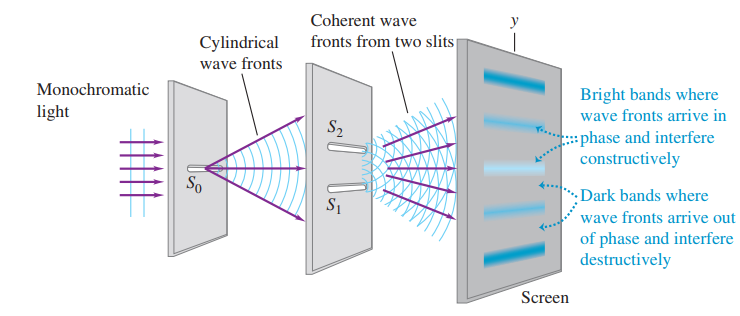 Monochromatic
light
Cylindrical
wave fronts
Coherent wave
fronts from two slits
y
S0
S2
S1
Bright bands where
wave fronts arrive in
phase and interfere
constructively
Dark bands where
wave fronts arrive out
of phase and interfere
destructively
Screen